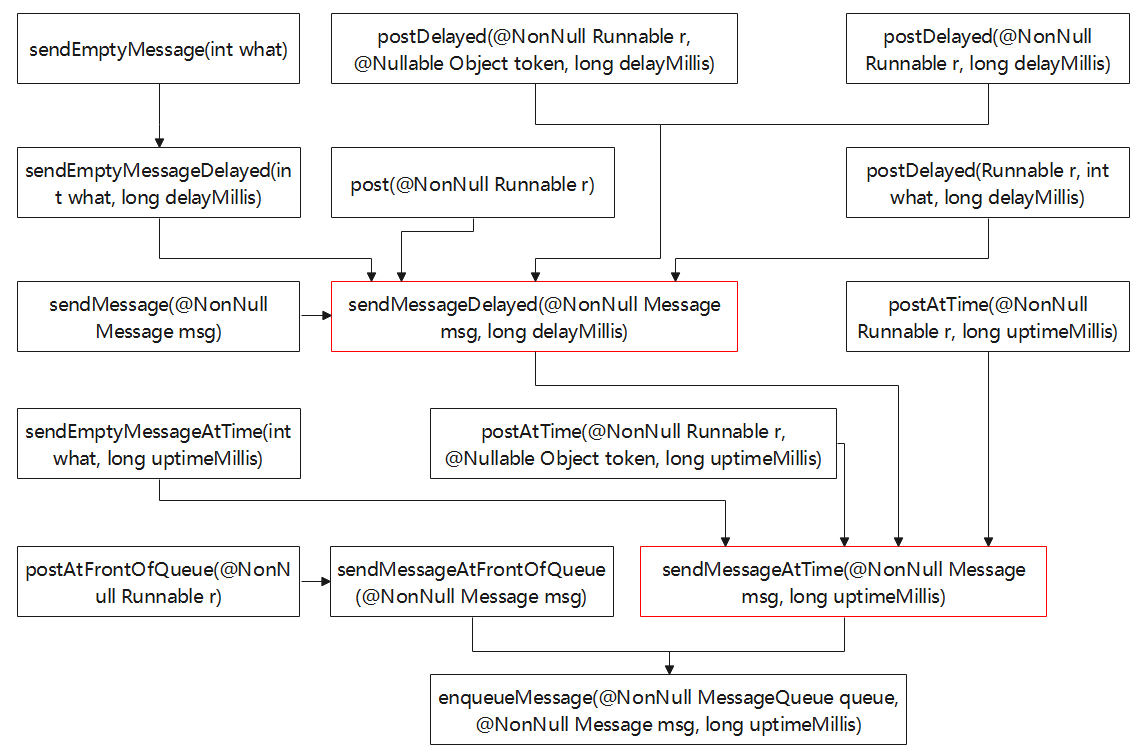 sendEmptyMessage(int what)
postDelayed(@NonNull Runnable r,
@Nullable Object token, long delayMillis)
postDelayed(@NonNull
Runnable r, long delayMillis)
sendEmptyMessageDelayed(in
t what, long delayMillis)
post(@NonNull Runnable r)
postDelayed(Runnable r, int
what, long delayMillis)
sendMessage(@NonNull
Message msg)
sendMessageDelayed(@NonNull Message
msg, long delayMillis)
postAtTime(@NonNull
Runnable r, long uptimeMillis)
sendEmptyMessageAtTime(int
what, long uptimeMillis)
postAtTime(@NonNull Runnable r,
@Nullable Object token, long uptimeMillis)
postAtFrontOfQueue(@NonN
ull Runnable r)
sendMessageAtFrontOfQueue
(@NonNull Message msg)
sendMessageAtTime(@NonNull Message
msg, long uptimeMillis)
enqueueMessage(@NonNull MessageQueue queue,
@NonNull Message msg, long uptimeMillis)